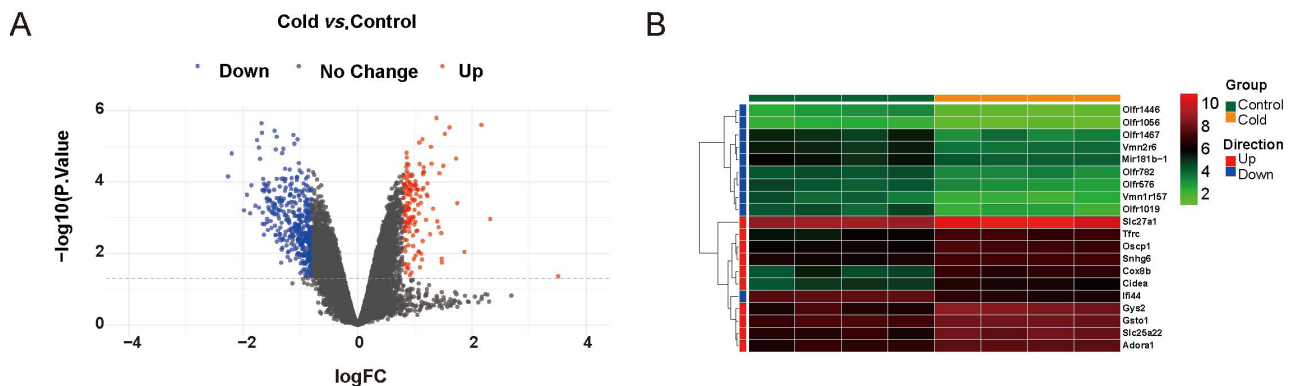 A
Cold vs. Control
Down
No Change
Up
−log10(P.Value)
6
4
2
0
−4
−2
0
2
4
logFC
B
Olfr1446
Olfr1056
Olfr1467
Vmn2r6
Mir181b−1
Olfr782
Olfr576
Vmn1r157
Olfr1019
Slc27a1
Tfrc
Oscp1
Snhg6
Cox8b
Cidea
Ifi44
Gys2
Gsto1
Slc25a22
Adora1
10
8
6
4
2
Group
Control
Cold
Direction
Up
Down